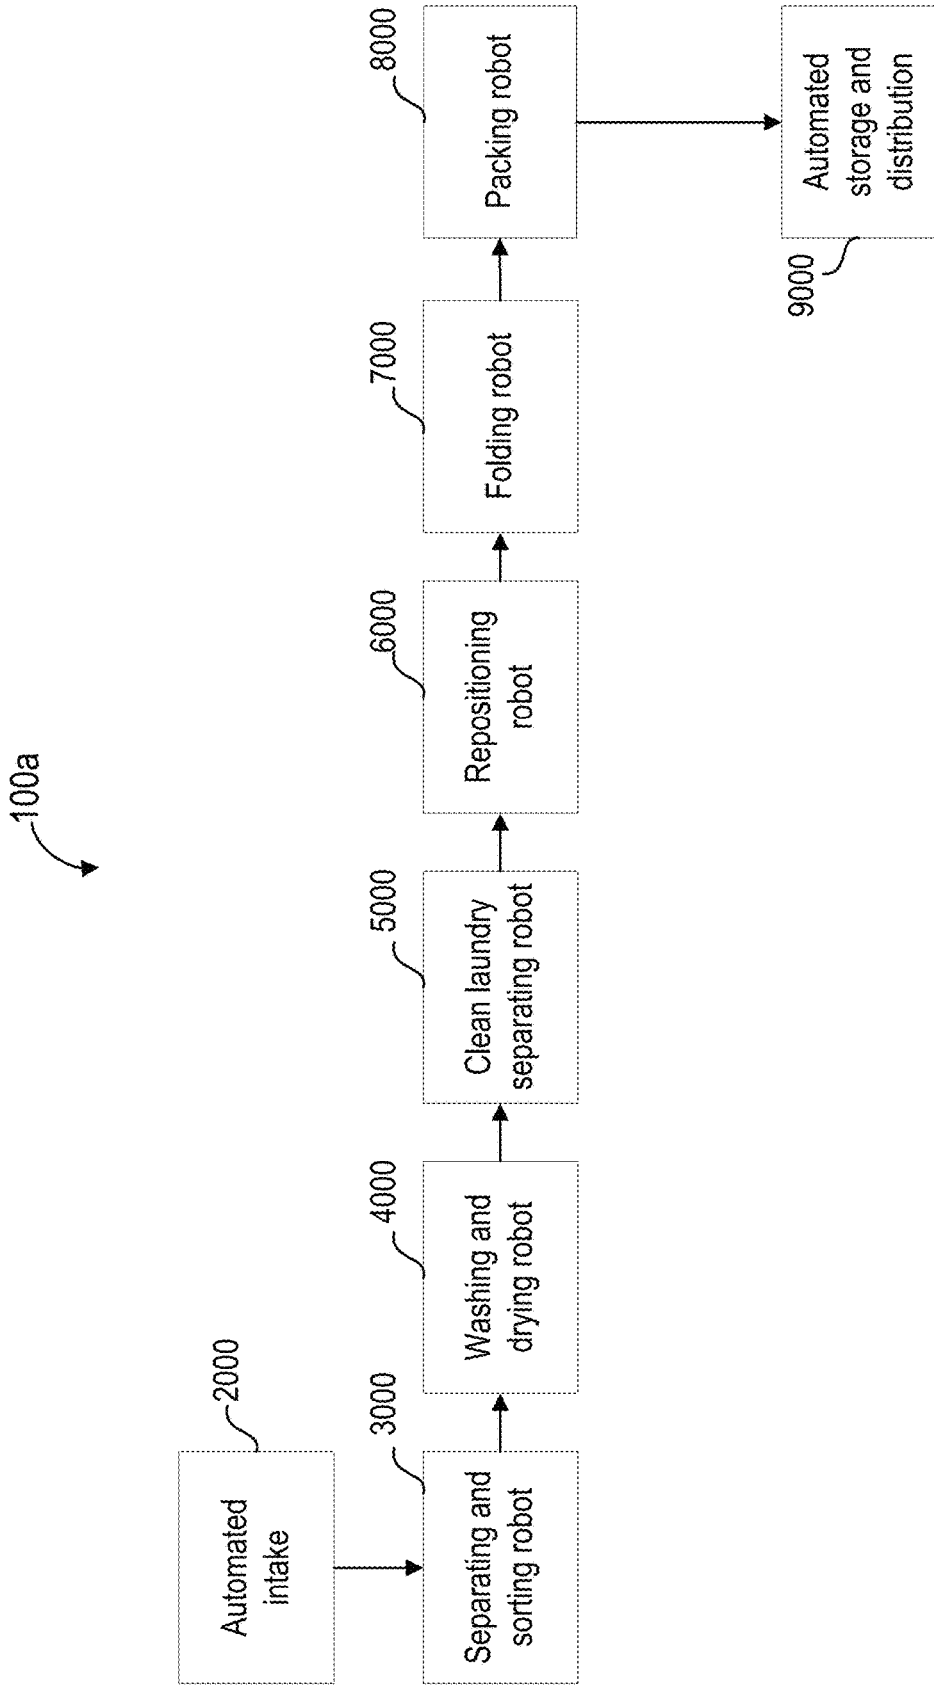 100a
2000
Automated
intake
3000
Separating and
sorting robot
4000
Washing and
drying robot
5000
Clean laundry
separating robot
6000
Repositioning
robot
7000
Folding robot
8000
Packing robot
9000
Automated
storage and
distribution